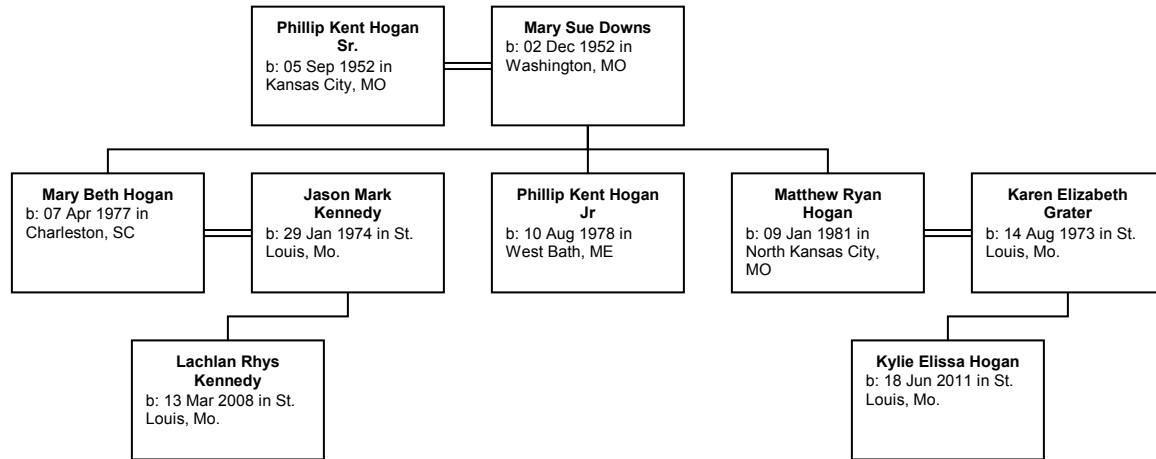 Phillip Kent Hogan
Sr.
b: 05 Sep 1952 in
Kansas City, MO
Mary Sue Downs
b: 02 Dec 1952 in
Washington, MO
Mary Beth Hogan
b: 07 Apr 1977 in
Charleston, SC
Jason Mark
Kennedy
b: 29 Jan 1974 in St.
Louis, Mo.
Phillip Kent Hogan
Jr
b: 10 Aug 1978 in
West Bath, ME
Matthew Ryan
Hogan
b: 09 Jan 1981 in
North Kansas City,
MO
Karen Elizabeth
Grater
b: 14 Aug 1973 in St.
Louis, Mo.
Lachlan Rhys
Kennedy
b: 13 Mar 2008 in St.
Louis, Mo.
Kylie Elissa Hogan
b: 18 Jun 2011 in St.
Louis, Mo.